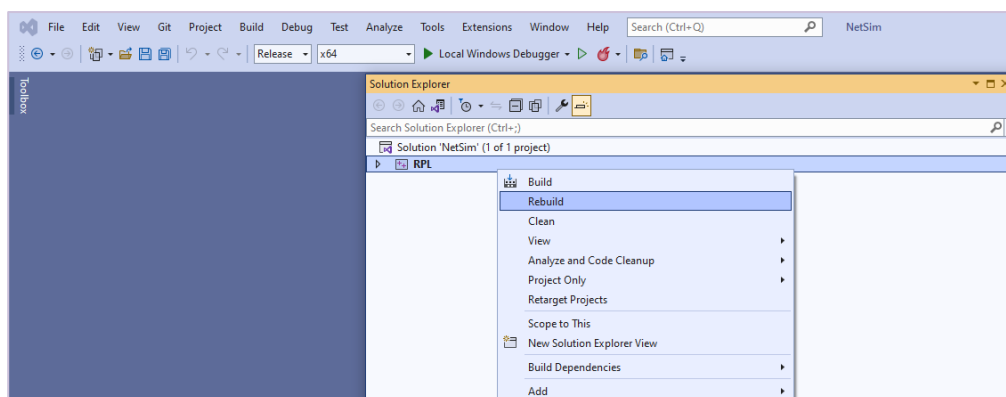 File Edit View Git Project Build Debug Test Analyze Tools Extensions Window Help Search (Ctrl+Q) NetSim
Release x64 Local Windows Debugger
Toolbox
Solution Explorer
Search Solution Explorer (Ctrl+;)
Solution 'NetSim' (1 of 1 project)
RPL
Build
Rebuild
Clean
View
Analyze and Code Cleanup
Project Only
Retarget Projects
Scope to This
New Solution Explorer View
Build Dependencies
Add